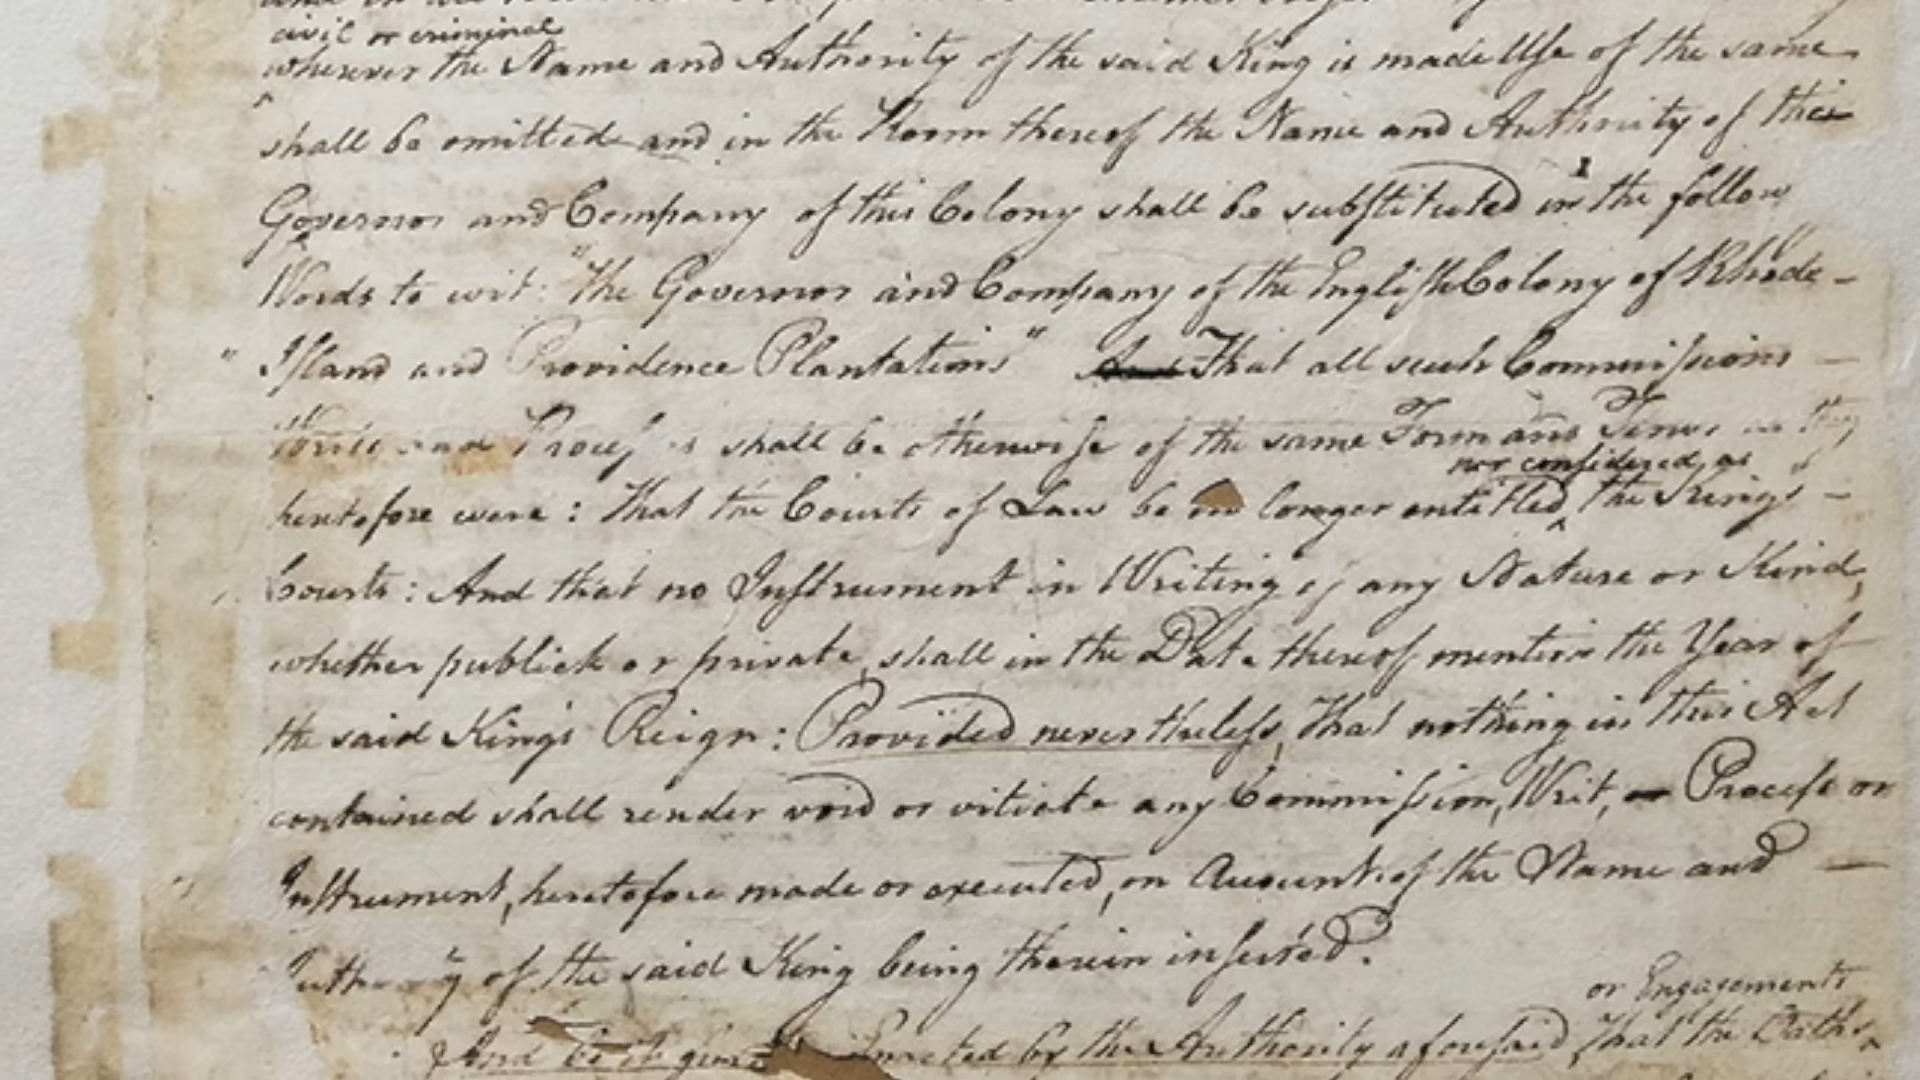 civil or criminal
wherever the Name and Authority of the said King is made Use of the same
shall be omitted and in the Room thereof the Name and Authority of the
Governor and Company of this Colony shall be substituted in the follow
Words to wit: "The Governor and Company of the English Colony of Rhode-
" Island and Providence Plantations" That all such Commissions —
Writs and Processes shall be otherwise of the same Form and Tenor as they
nor considered as
heretofore were: That the Courts of Law be no longer entitled the King's —
Courts: And that no Instrument in Writing of any Nature or Kind,
whether publick or private, shall in the Date thereof mention the Year of
the said King's Reign: Provided nevertheless, That nothing in this Act
contained shall render void or vitiate any Commission, Writ, Process or
Instrument, heretofore made or executed, on Account of the Name and —
Authority of the said King being therein inserted.
or Engagements
And be it Enacted by the Authority aforesaid, That the Oaths